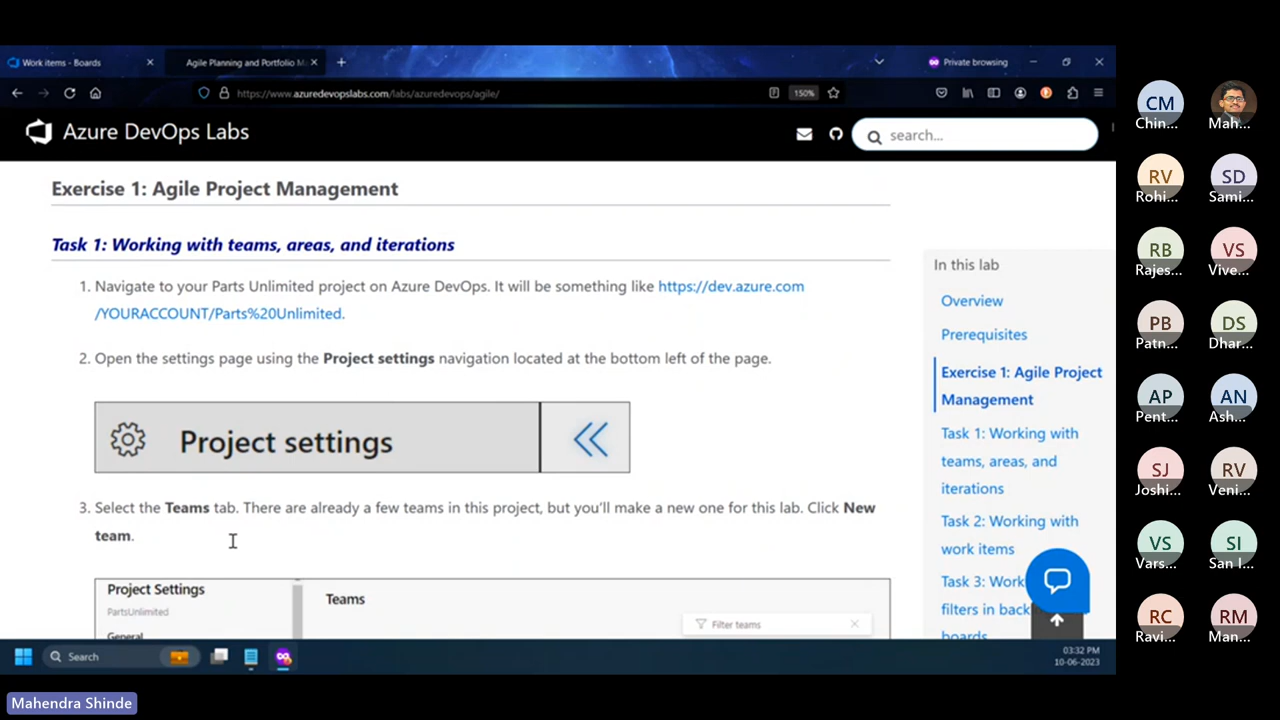 Work items - Boards
Agile Planning and Portfolio M
Private browsing
https://www.azuredevopslabs.com/labs/azuredevops/agile/
150%
Azure DevOps Labs
search...
Exercise 1: Agile Project Management
Task 1: Working with teams, areas, and iterations
1. Navigate to your Parts Unlimited project on Azure DevOps. It will be something like https://dev.azure.com
/YOURACCOUNT/Parts%20Unlimited.
2. Open the settings page using the Project settings navigation located at the bottom left of the page.
Project settings
3. Select the Teams tab. There are already a few teams in this project, but you'll make a new one for this lab. Click New
team.
Project Settings
PartsUnlimited
General
Teams
Filter teams
In this lab
Overview
Prerequisites
Exercise 1: Agile Project
Management
Task 1: Working with
teams, areas, and
iterations
Task 2: Working with
work items
Task 3: Work
filters in back
boards
Search
03:32 PM
10-06-2023
Mahendra Shinde
CM
Chin...
Mah...
RV
Rohi...
SD
Sami...
RB
Rajes...
VS
Vive...
PB
Patn...
DS
Dhar...
AP
Pent...
AN
Ash...
SJ
Joshi...
RV
Veni...
VS
Vars...
SI
San I...
RC
Ravi...
RM
Man...